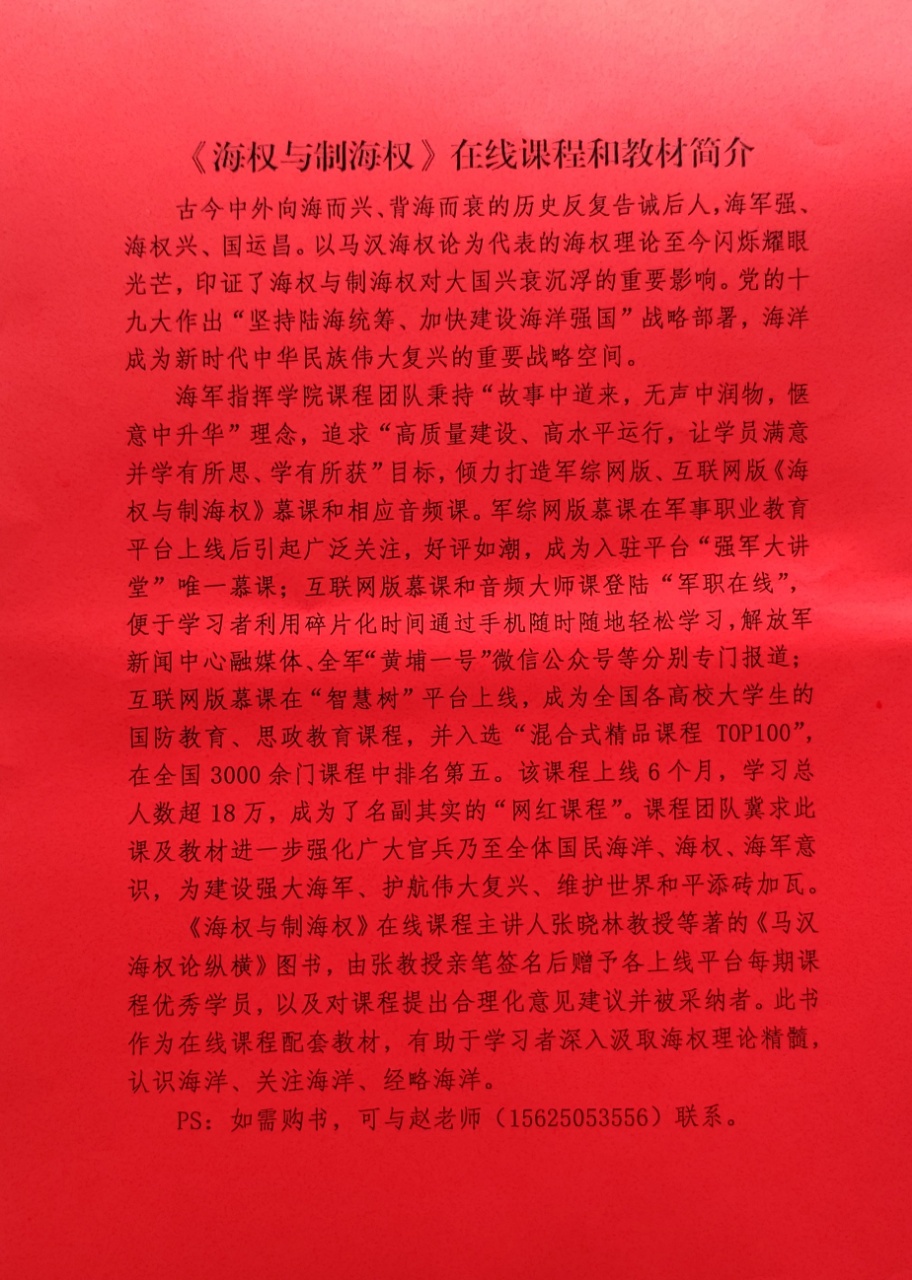 《海权与制海权》在线课程和教材简介
古今中外向海而兴、背海而衰的历史反复告诫后人，海军强、
海权兴、国运昌。以马汉海权论为代表的海权理论至今闪烁耀眼
光芒，印证了海权与制海权对大国兴衰沉浮的重要影响。党的十
九大作出“坚持陆海统筹、加快建设海洋强国”战略部署，海洋
成为新时代中华民族伟大复兴的重要战略空间。
海军指挥学院课程团队秉持“故事中道来，无声中润物，惬
意中升华”理念，追求“高质量建设、高水平运行，让学员满意
并学有所思、学有所获”目标，倾力打造军综网版、互联网版《海
权与制海权》慕课和相应音频课。军综网版慕课在军事职业教育
平台上线后引起广泛关注，好评如潮，成为入驻平台“强军大讲
堂”唯一慕课；互联网版慕课和音频大师课登陆“军职在线”，
便于学习者利用碎片化时间通过手机随时随地轻松学习，解放军
新闻中心融媒体、全军“黄埔一号”微信公众号等分别专门报道；
互联网版慕课在“智慧树”平台上线，成为全国各高校大学生的
国防教育、思政教育课程，并入选“混合式精品课程 TOP100”，
在全国 3000 余门课程中排名第五。该课程上线 6 个月，学习总
人数超 18 万，成为了名副其实的“网红课程”。课程团队冀求此
课及教材进一步强化广大官兵乃至全体国民海洋、海权、海军意
识，为建设强大海军、护航伟大复兴、维护世界和平添砖加瓦。
《海权与制海权》在线课程主讲人张晓林教授等著的《马汉
海权论纵横》图书，由张教授亲笔签名后赠予各上线平台每期课
程优秀学员，以及对课程提出合理化意见建议并被采纳者。此书
作为在线课程配套教材，有助于学习者深入汲取海权理论精髓，
认识海洋、关注海洋、经略海洋。
PS：如需购书，可与赵老师（15625053556）联系。